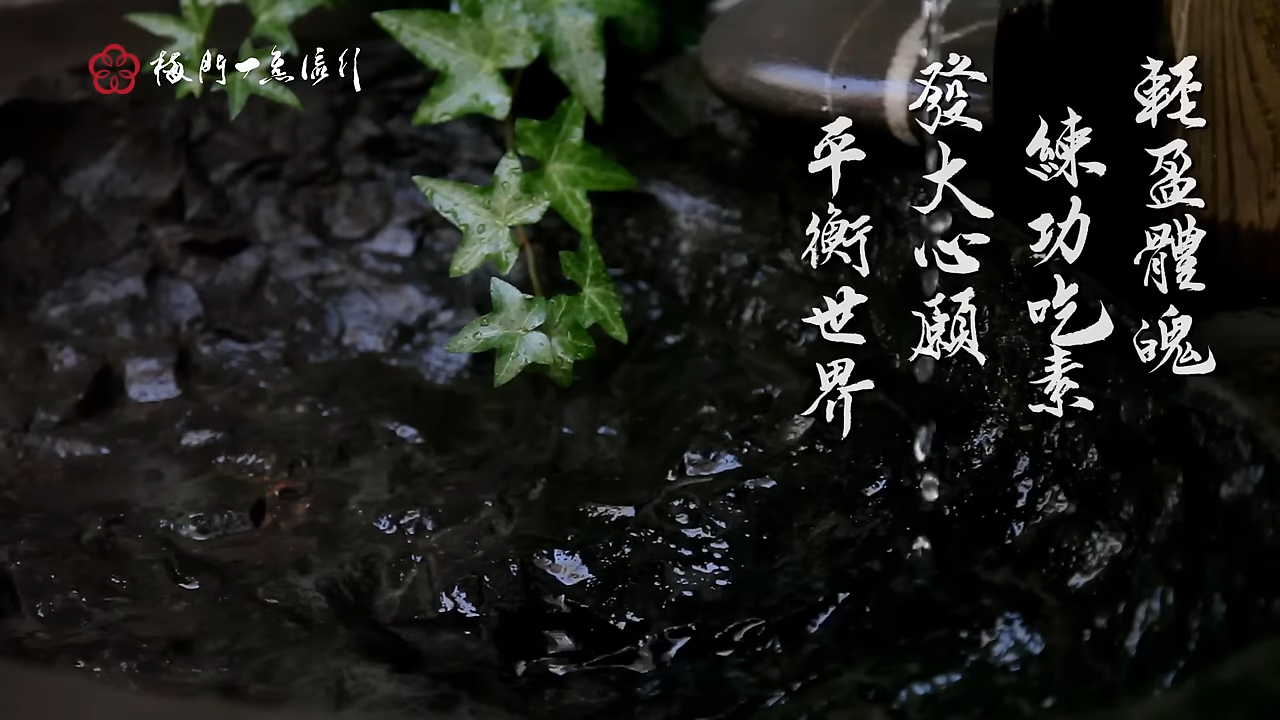 梅門一氣流行
輕盈體魄
練功吃素
發大心願
平衡世界